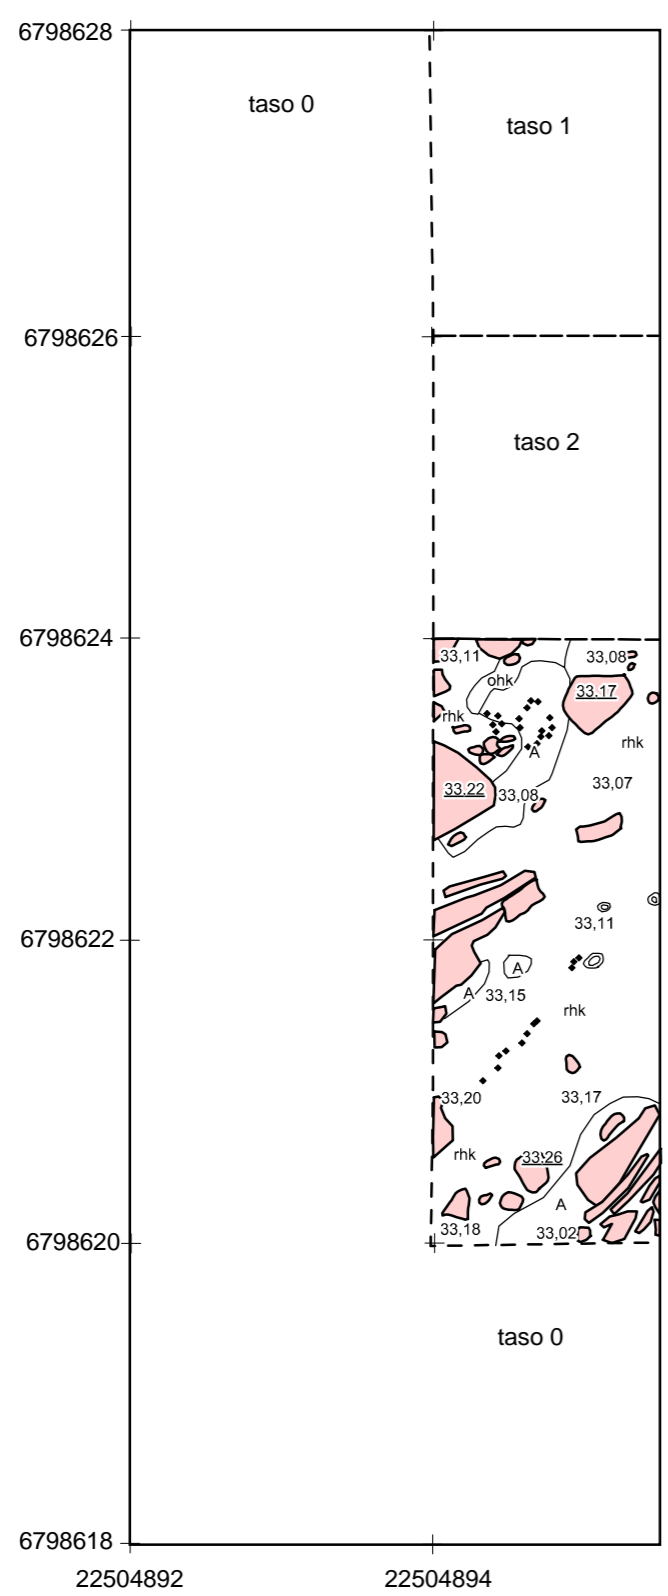 6798628
taso 0
taso 1
6798626
taso 2
6798624
33,11
33,08
ohk
33.17
rhk
rhk
A
33,07
33.22
33,08
6798622
33,11
A
A
33,15
rhk
33,20
33,17
rhk
33.26
A
33,18
33,02
6798620
taso 0
6798618
22504892
22504894